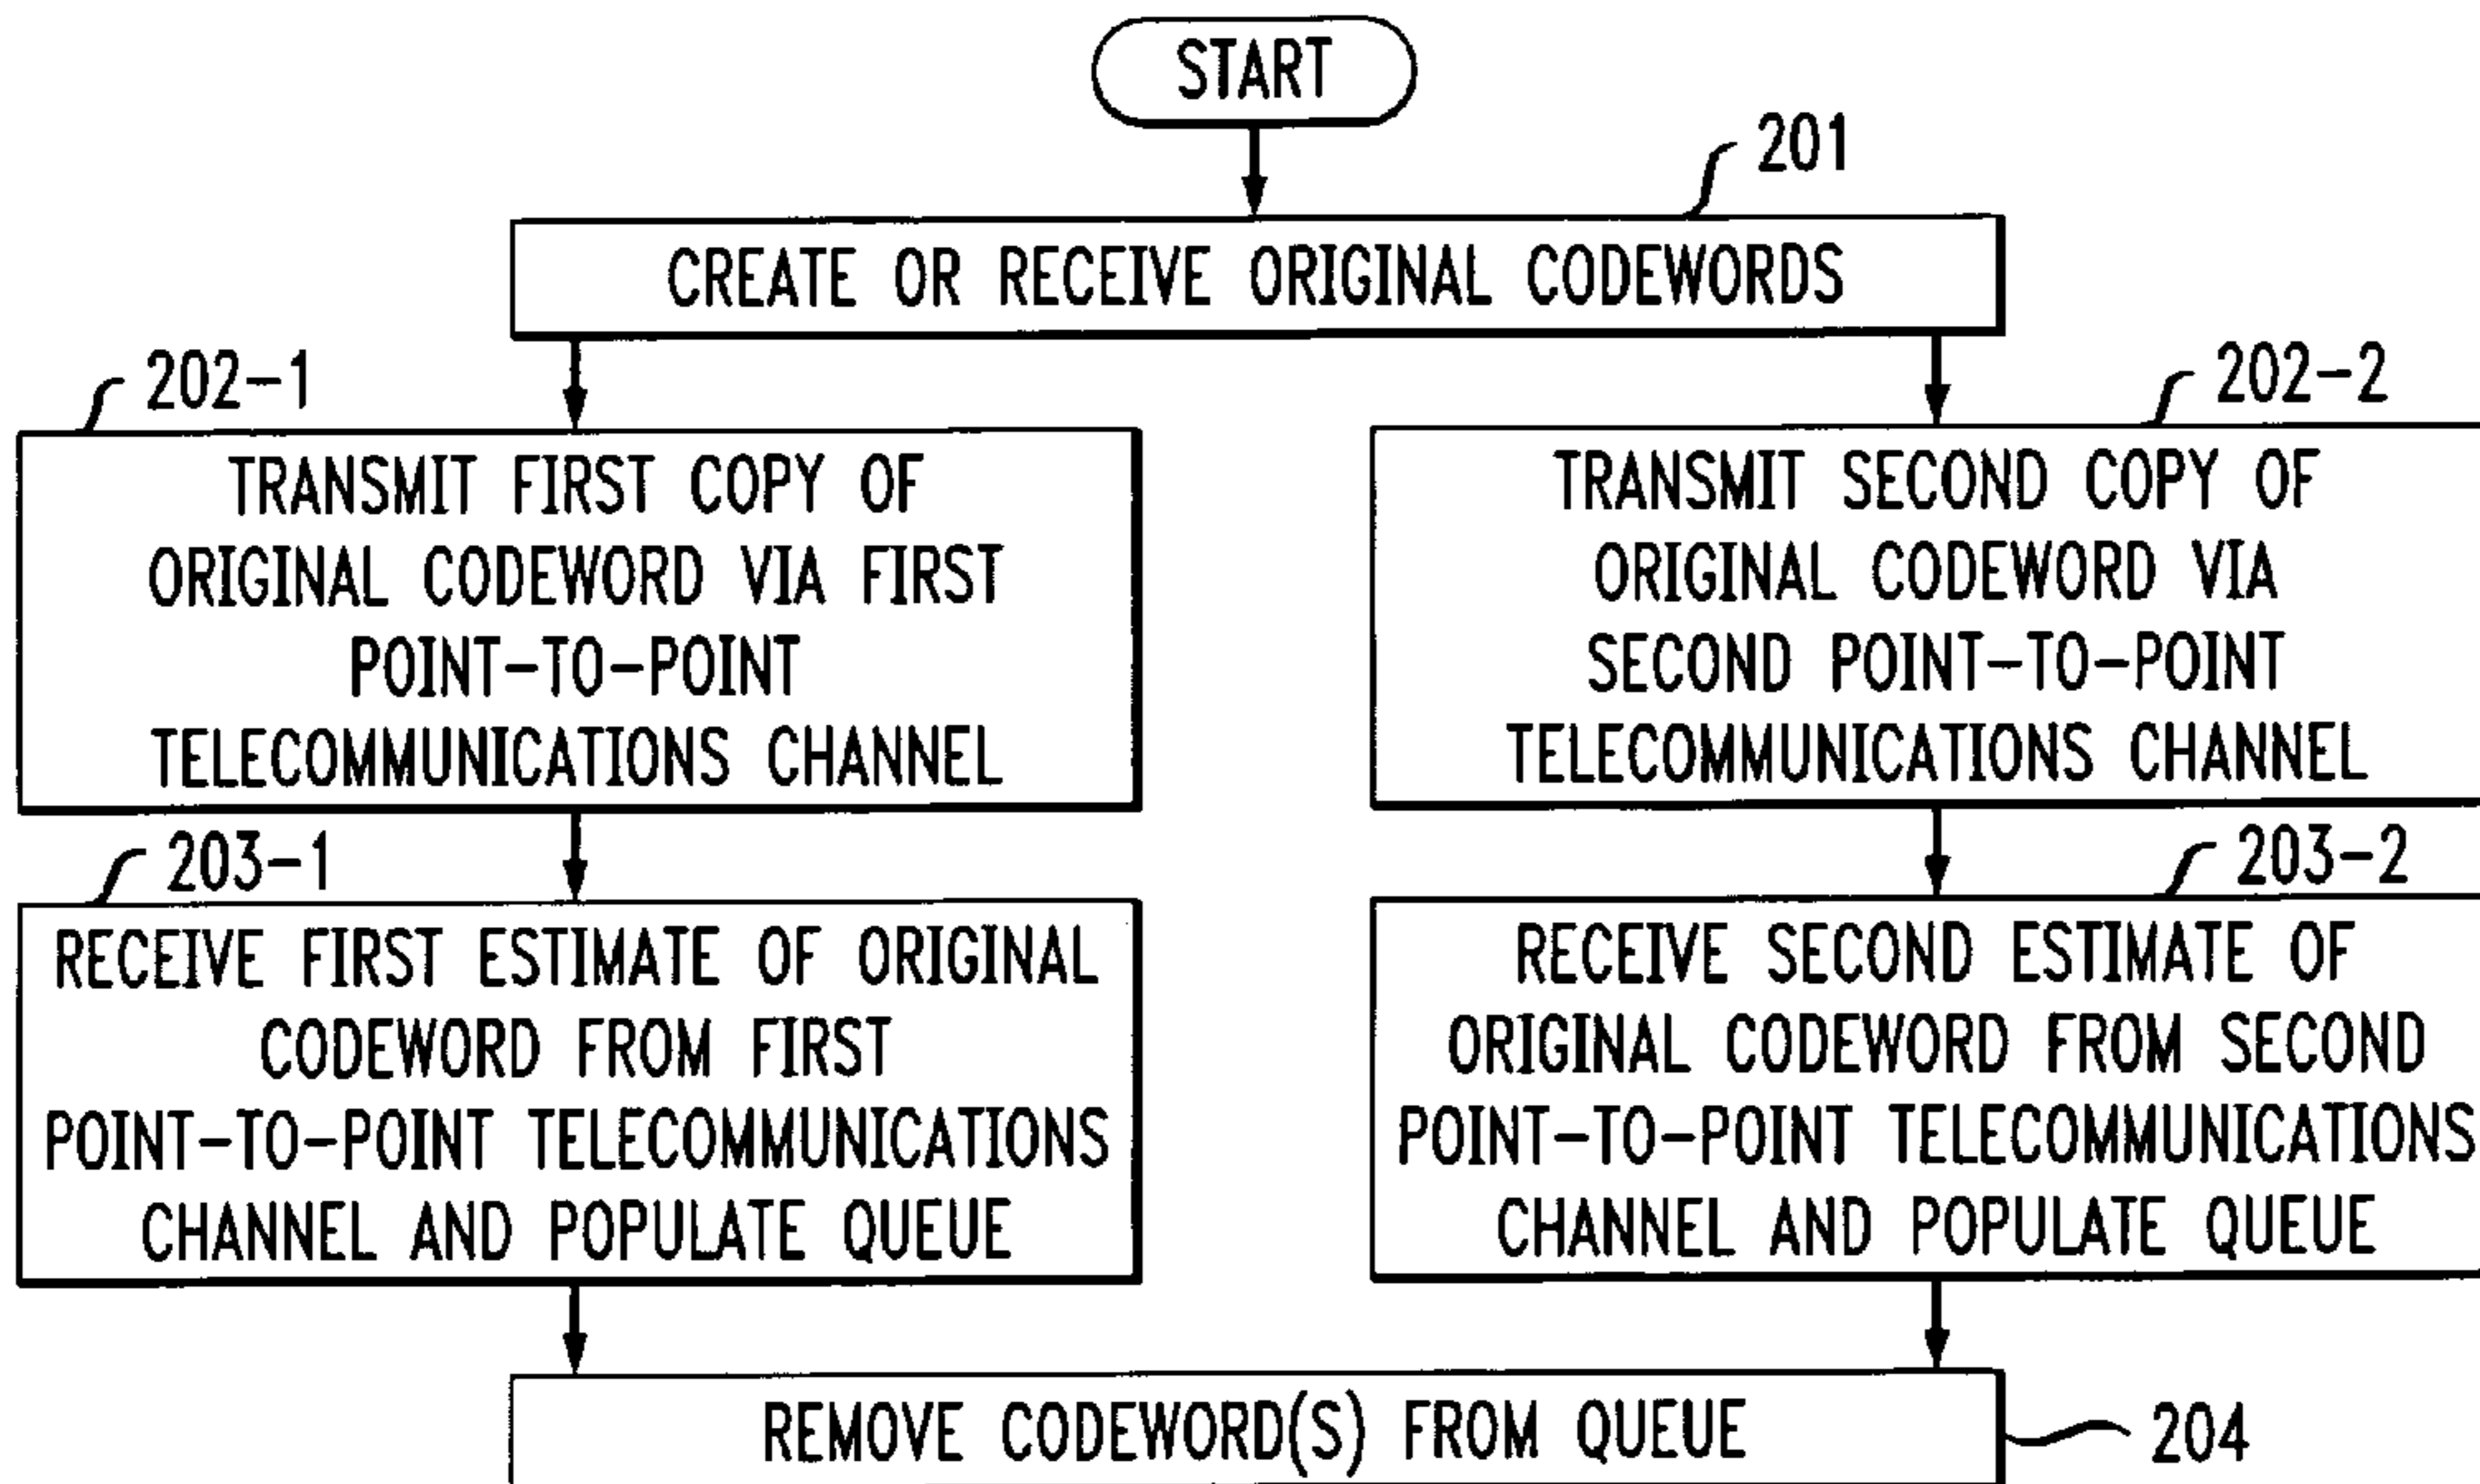 START
201
CREATE OR RECEIVE ORIGINAL CODEWORDS
202-1
TRANSMIT FIRST COPY OF
ORIGINAL CODEWORD VIA FIRST
POINT-TO-POINT
TELECOMMUNICATIONS CHANNEL
202-2
TRANSMIT SECOND COPY OF
ORIGINAL CODEWORD VIA
SECOND POINT-TO-POINT
TELECOMMUNICATIONS CHANNEL
203-1
RECEIVE FIRST ESTIMATE OF ORIGINAL
CODEWORD FROM FIRST
POINT-TO-POINT TELECOMMUNICATIONS
CHANNEL AND POPULATE QUEUE
203-2
RECEIVE SECOND ESTIMATE OF
ORIGINAL CODEWORD FROM SECOND
POINT-TO-POINT TELECOMMUNICATIONS
CHANNEL AND POPULATE QUEUE
REMOVE CODEWORD(S) FROM QUEUE
204